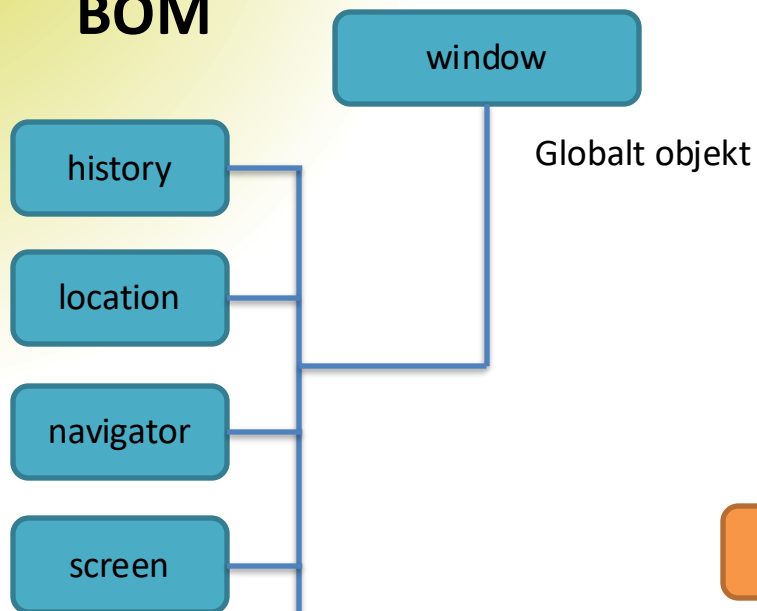 BOM
window
Globalt objekt
history
location
navigator
screen